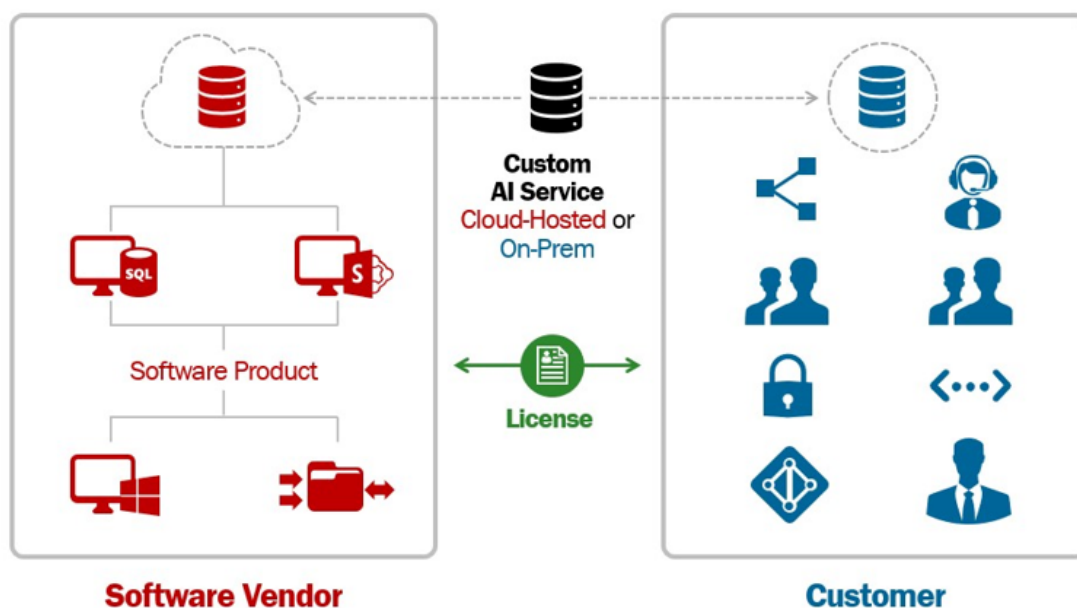 Custom
AI Service
Cloud-Hosted or
On-Prem
SQL
S
Software Product
License
Software Vendor
Customer